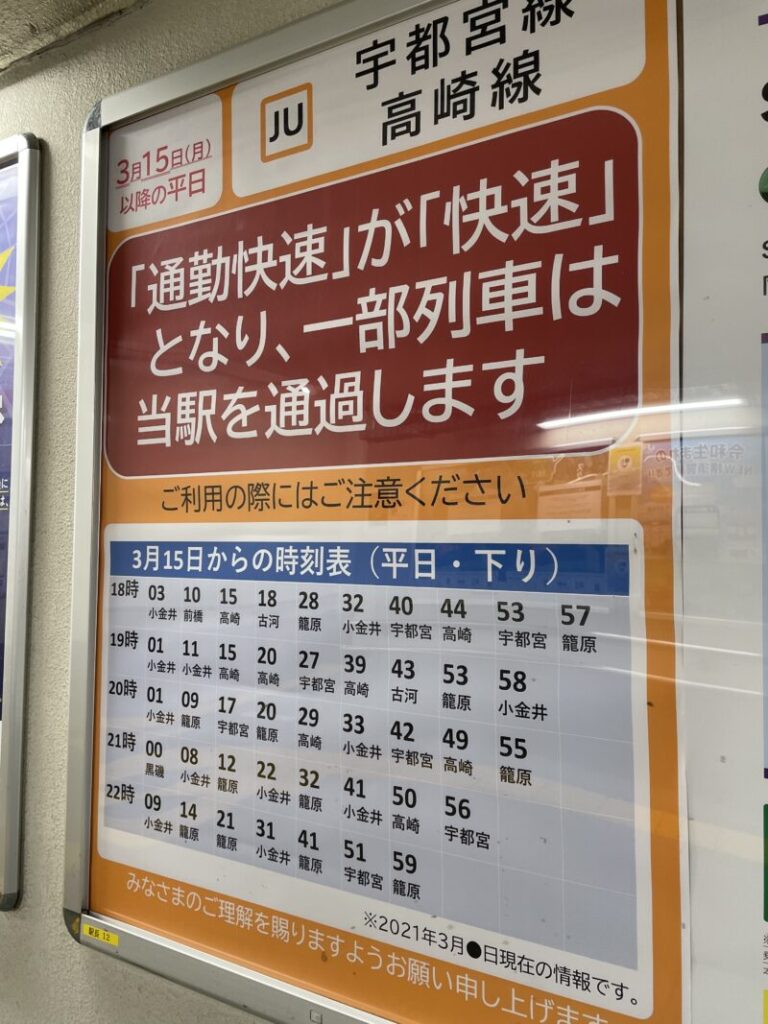 宇都宮線
高崎線
JU
3月15日(月)
以降の平日
「通勤快速」が「快速」
となり、一部列車は
当駅を通過します
ご利用の際にはご注意ください
3月15日からの時刻表（平日・下り）
18時 03 10 15 18 28 32 40 44 53 57
小金井 前橋 高崎 古河 籠原 小金井 宇都宮 高崎 宇都宮 籠原
19時 01 11 15 20 27 39 43 53 58
小金井 小金井 高崎 高崎 宇都宮 高崎 古河 籠原 小金井
20時 01 09 17 20 29 33 42 49 55
小金井 籠原 宇都宮 籠原 高崎 小金井 宇都宮 高崎 籠原
21時 00 08 12 22 32 41 50 56
黒磯 小金井 籠原 小金井 籠原 小金井 高崎 宇都宮
22時 09 14 21 31 41 51 59
小金井 籠原 籠原 小金井 籠原 宇都宮 籠原
※2021年3月●日現在の情報です。
みなさまのご理解を賜りますようお願い申し上げます
駅長 12